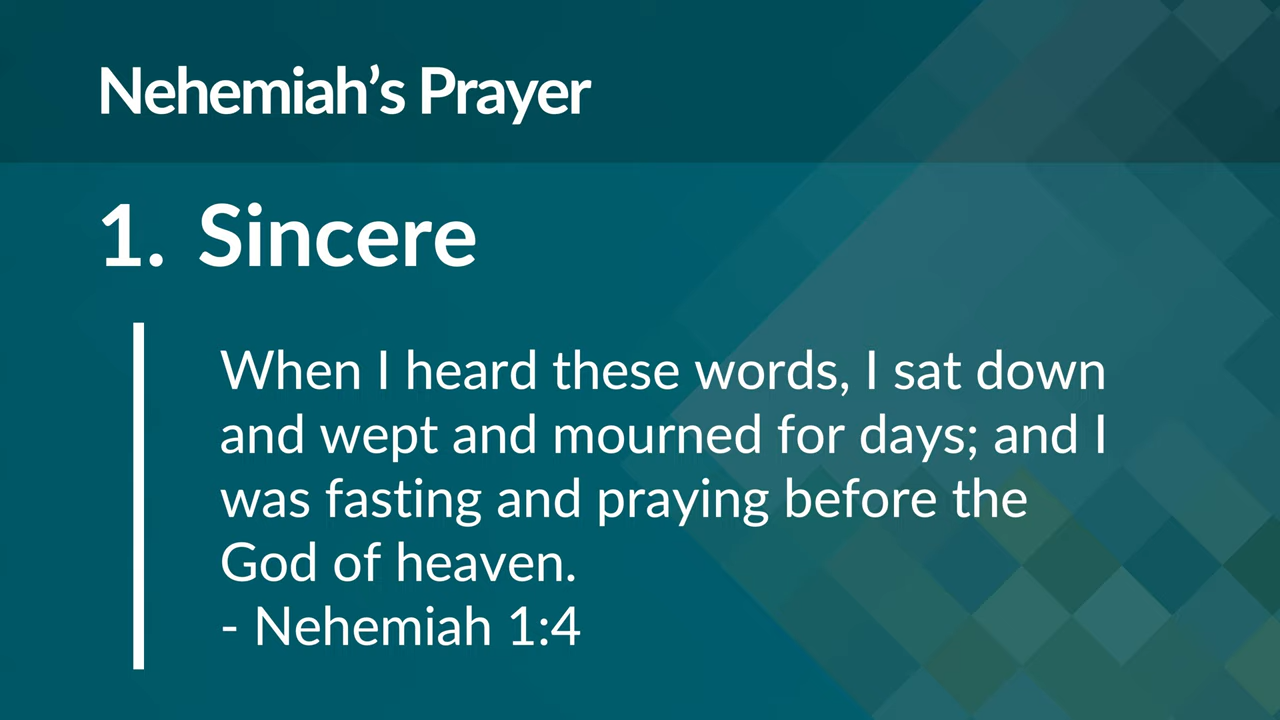 Nehemiah’s Prayer
1. Sincere
When I heard these words, I sat down
and wept and mourned for days; and I
was fasting and praying before the
God of heaven.
- Nehemiah 1:4